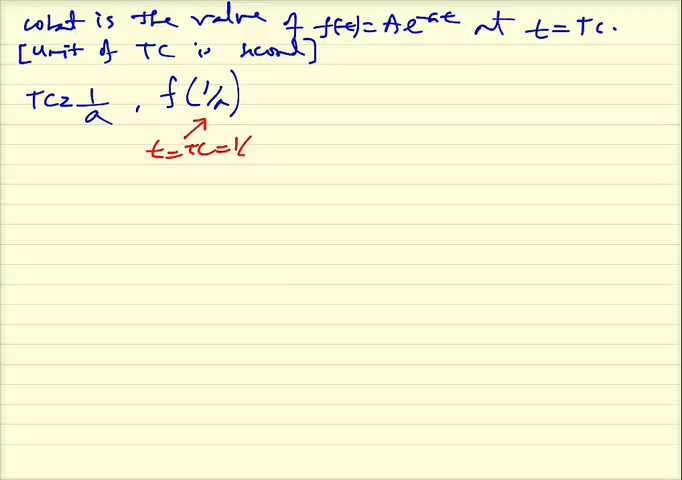 What is the value of f(t)=Ae^-at at t=TC.
[Unit of TC is second]
TC=1/a , f(1/a)
t=TC=1/